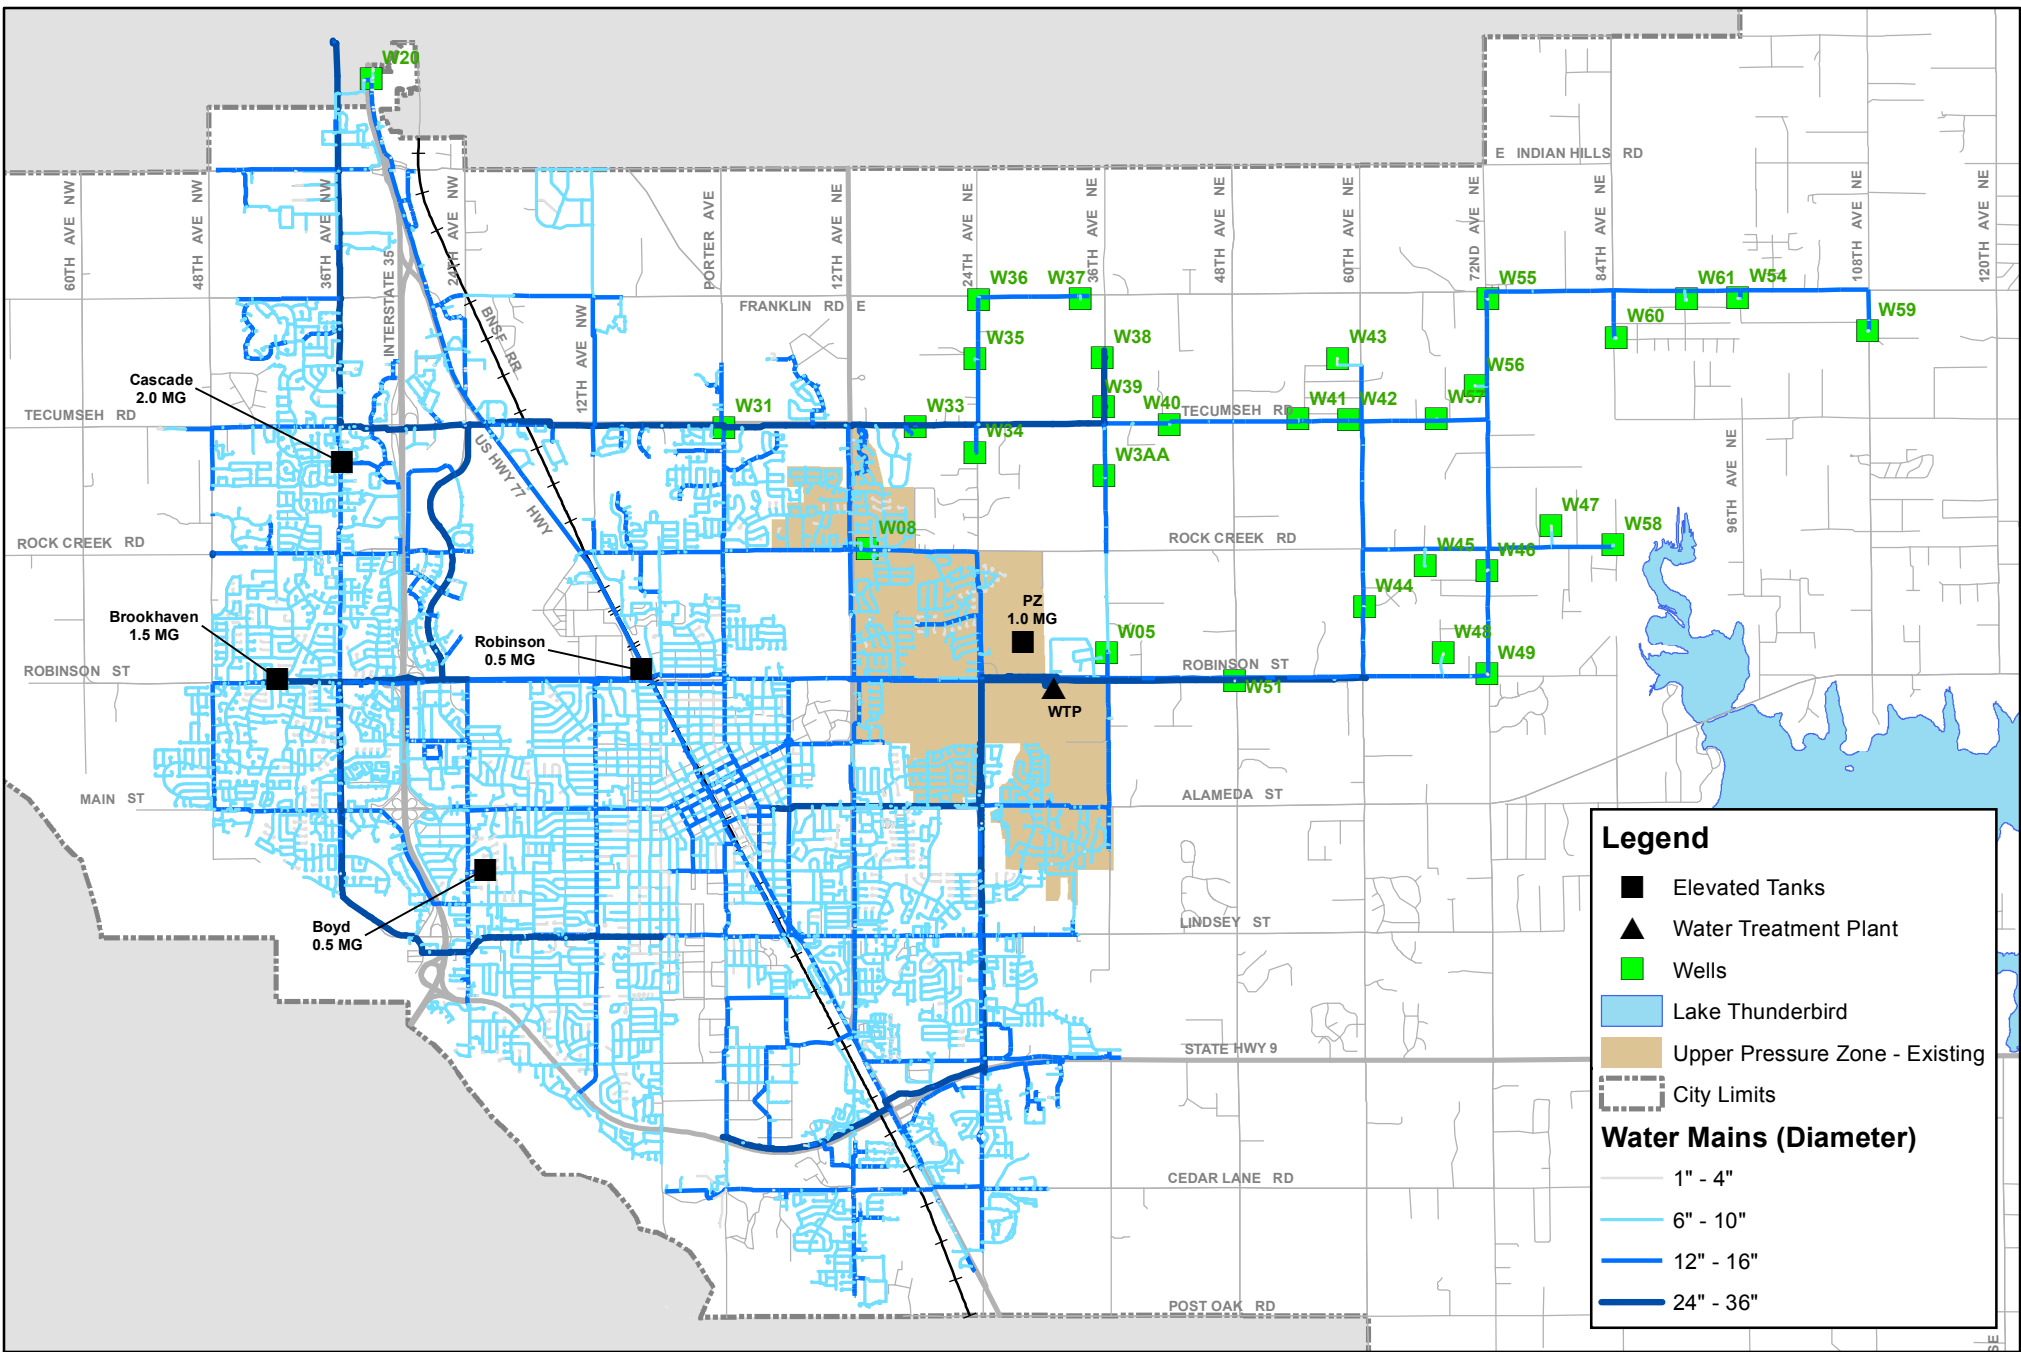 W20
E INDIAN HILLS RD
60TH AVE NW
48TH AVE NW
36TH AVE NW
INTERSTATE 35
24TH AVE NW
BNSF RR
12TH AVE NW
PORTER AVE
12TH AVE NE
24TH AVE NE
36TH AVE NE
48TH AVE NE
60TH AVE NE
72ND AVE NE
84TH AVE NE
96TH AVE NE
108TH AVE NE
120TH AVE NE
FRANKLIN RD E
W36
W37
W55
W61
W54
W59
W60
W35
W38
W43
W56
Cascade
2.0 MG
TECUMSEH RD
US HWY 77 HWY
W31
W33
W39
W40
TECUMSEH RD
W41
W42
W57
W34
W3AA
W08
W47
W58
ROCK CREEK RD
ROCK CREEK RD
W45
W46
W44
Brookhaven
1.5 MG
Robinson
0.5 MG
PZ
1.0 MG
W05
W48
W49
ROBINSON ST
ROBINSON ST
W51
WTP
MAIN ST
ALAMEDA ST
Boyd
0.5 MG
LINDSEY ST
STATE HWY 9
CEDAR LANE RD
POST OAK RD
SE
Legend
Elevated Tanks
Water Treatment Plant
Wells
Lake Thunderbird
Upper Pressure Zone - Existing
City Limits
Water Mains (Diameter)
1" - 4"
6" - 10"
12" - 16"
24" - 36"